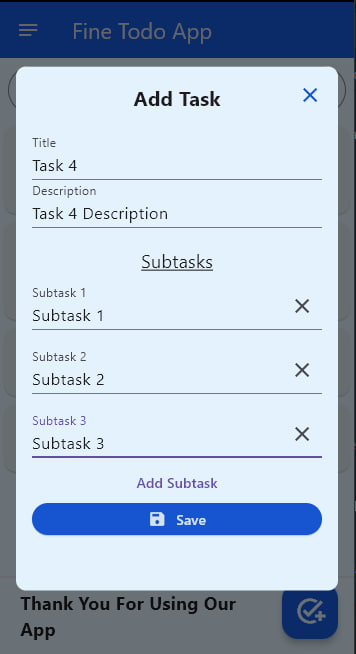 Fine Todo App
Add Task
Title
Task 4
Description
Task 4 Description
Subtasks
Subtask 1
Subtask 1
Subtask 2
Subtask 2
Subtask 3
Subtask 3
Add Subtask
Save
Thank You For Using Our
App